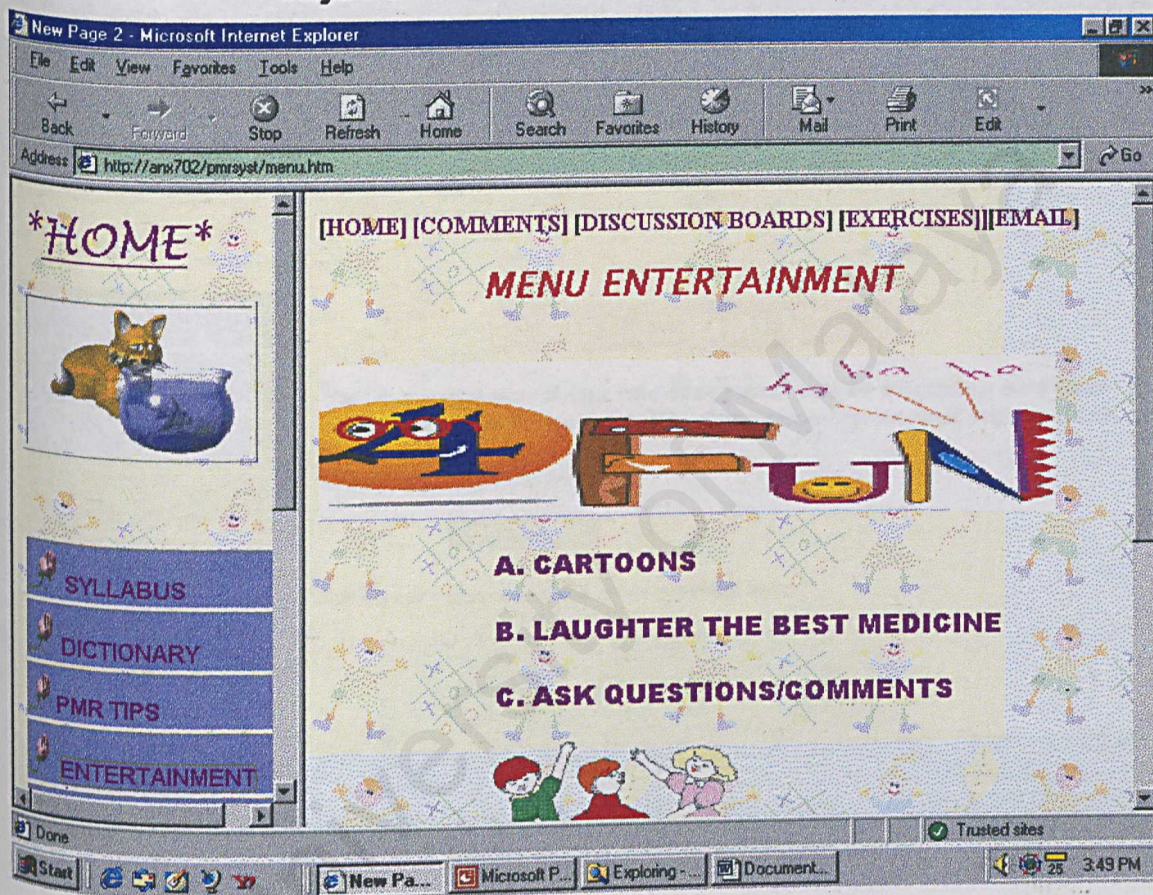 New Page 2 - Microsoft Internet Explorer
File Edit View Favorites Tools Help
Back Forward Stop Refresh Home Search Favorites History Mail Print Edit
Address http://anx702/pmrsyst/menu.htm Go
*HOME*
[HOME] [COMMENTS] [DISCUSSION BOARDS] [EXERCISES]][EMAIL]
MENU ENTERTAINMENT
ha ha ha
4 FUN
A. CARTOONS
B. LAUGHTER THE BEST MEDICINE
C. ASK QUESTIONS/COMMENTS
SYLLABUS
DICTIONARY
PMR TIPS
ENTERTAINMENT
Done Trusted sites
Start New Pa... Microsoft P... Exploring -... Document... 25 3:49 PM